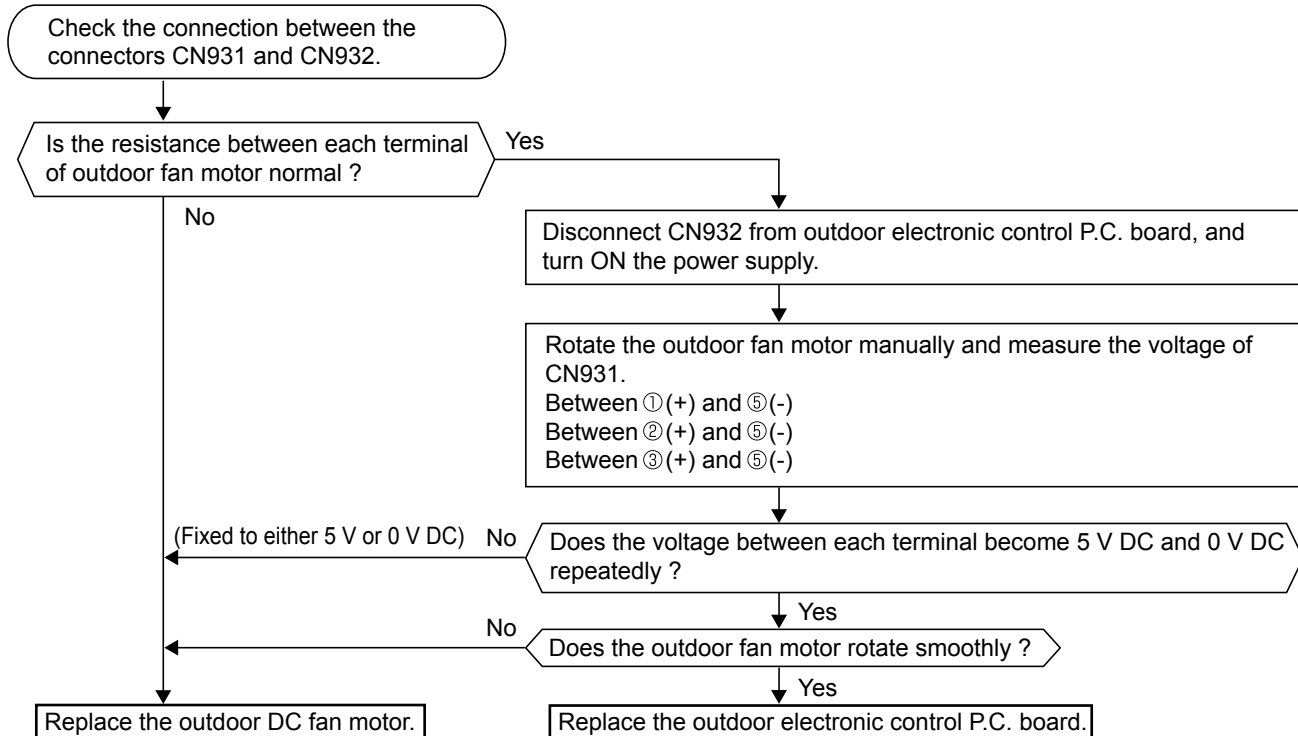 Check the connection between the
connectors CN931 and CN932.
Is the resistance between each terminal
of outdoor fan motor normal ?
Yes
No
Disconnect CN932 from outdoor electronic control P.C. board, and
turn ON the power supply.
Rotate the outdoor fan motor manually and measure the voltage of
CN931.
Between ①(+) and ⑤(-)
Between ②(+) and ⑤(-)
Between ③(+) and ⑤(-)
(Fixed to either 5 V or 0 V DC)
No
Does the voltage between each terminal become 5 V DC and 0 V DC
repeatedly ?
Yes
No
Does the outdoor fan motor rotate smoothly ?
Yes
Replace the outdoor DC fan motor.
Replace the outdoor electronic control P.C. board.